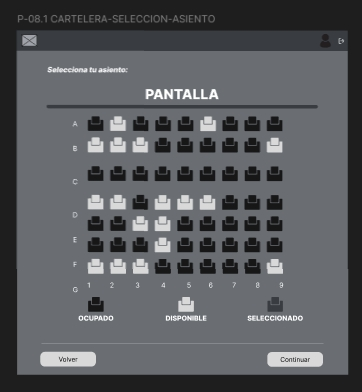 P-08.1 CARTELERA-SELECCION-ASIENTO
Selecciona tu asiento:
PANTALLA
A
B
C
D
E
F
1 2 3 4 5 6 7 8 9
G
OCUPADO DISPONIBLE SELECCIONADO
Volver Continuar